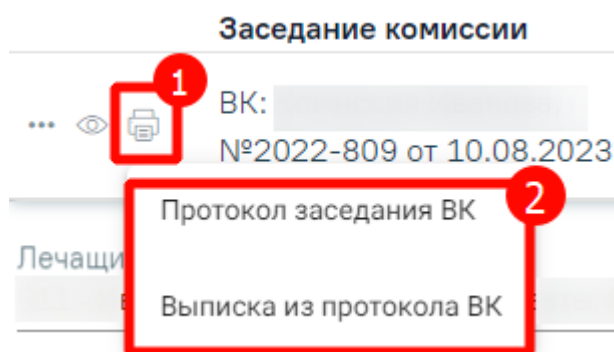 Заседание комиссии
1
ВК:
№2022-809 от 10.08.2023
2
Протокол заседания ВК
Лечащи
Выписка из протокола ВК